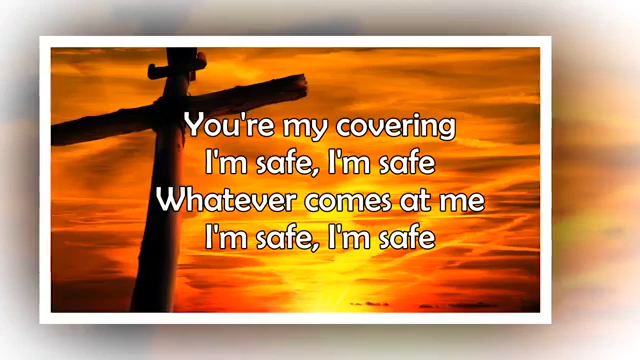 You're my covering
I'm safe, I'm safe
Whatever comes at me
I'm safe, I'm safe